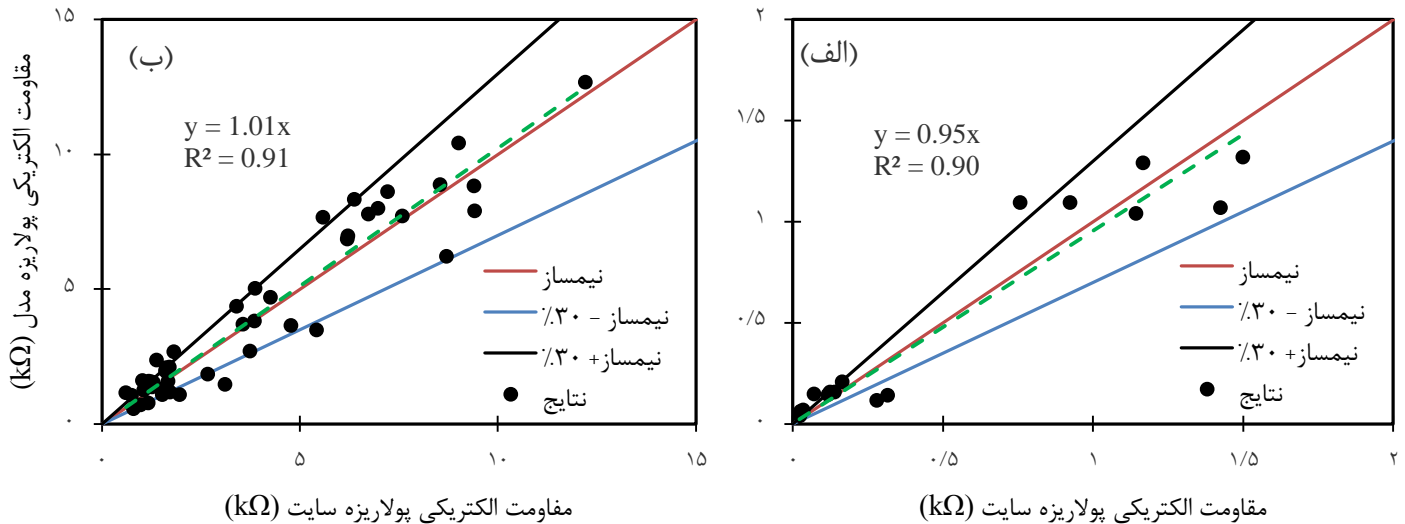 (الف)
۲
۱/۵
۱
۰/۵
۰
y = 0.95x
R² = 0.90
نیمساز
نیمساز – ۳۰٪
نیمساز+ ۳۰٪
نتایج
۰
۰/۵
۱
۱/۵
۲
مقاومت الکتریکی پولاریزه سایت (kΩ)
مقاومت الکتریکی پولاریزه مدل (kΩ)
(ب)
۱۵
۱۰
۵
۰
y = 1.01x
R² = 0.91
نیمساز
نیمساز – ۳۰٪
نیمساز+ ۳۰٪
نتایج
۰
۵
۱۰
۱۵
مفاومت الکتریکی پولاریزه سایت (kΩ)